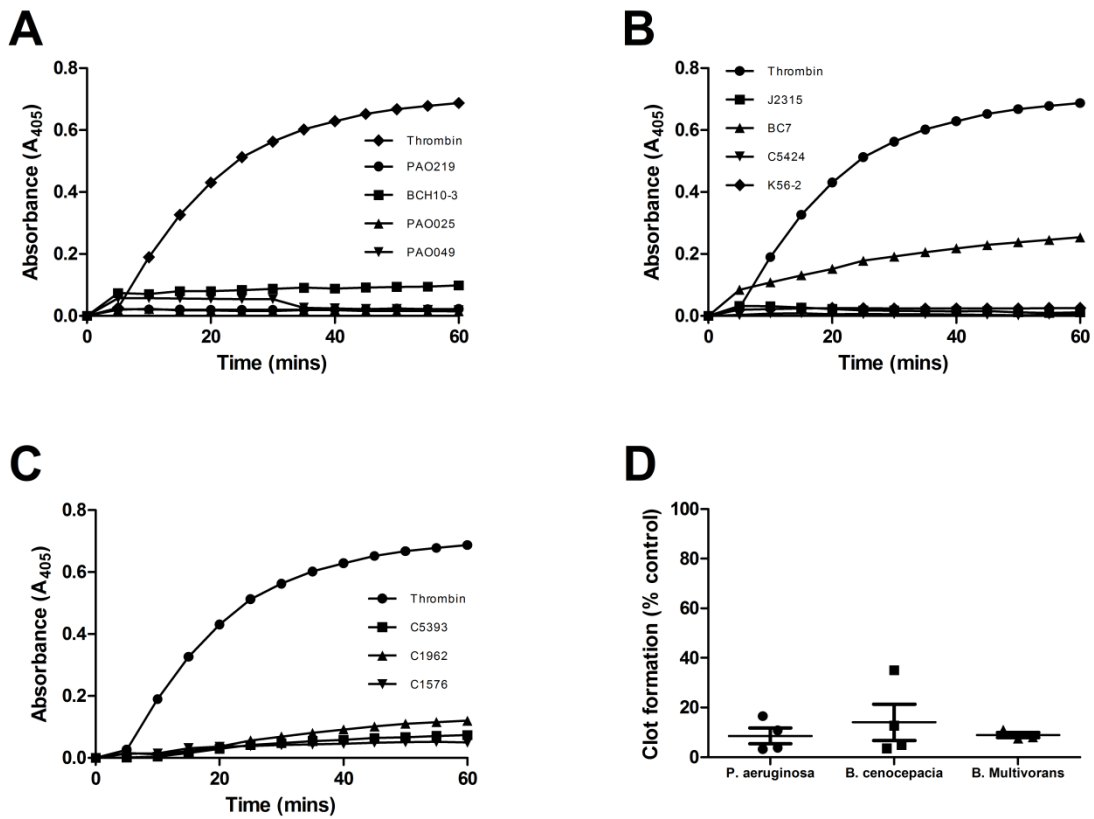 A
Absorbance (A405)
0.8
0.6
0.4
0.2
0.0
0
20
40
60
Time (mins)
Thrombin
PAO219
BCH10-3
PAO025
PAO049
B
Absorbance (A405)
0.8
0.6
0.4
0.2
0.0
0
20
40
60
Time (mins)
Thrombin
J2315
BC7
C5424
K56-2
C
Absorbance (A405)
0.8
0.6
0.4
0.2
0.0
0
20
40
60
Time (mins)
Thrombin
C5393
C1962
C1576
D
Clot formation (% control)
100
80
60
40
20
0
P. aeruginosa
B. cenocepacia
B. Multivorans